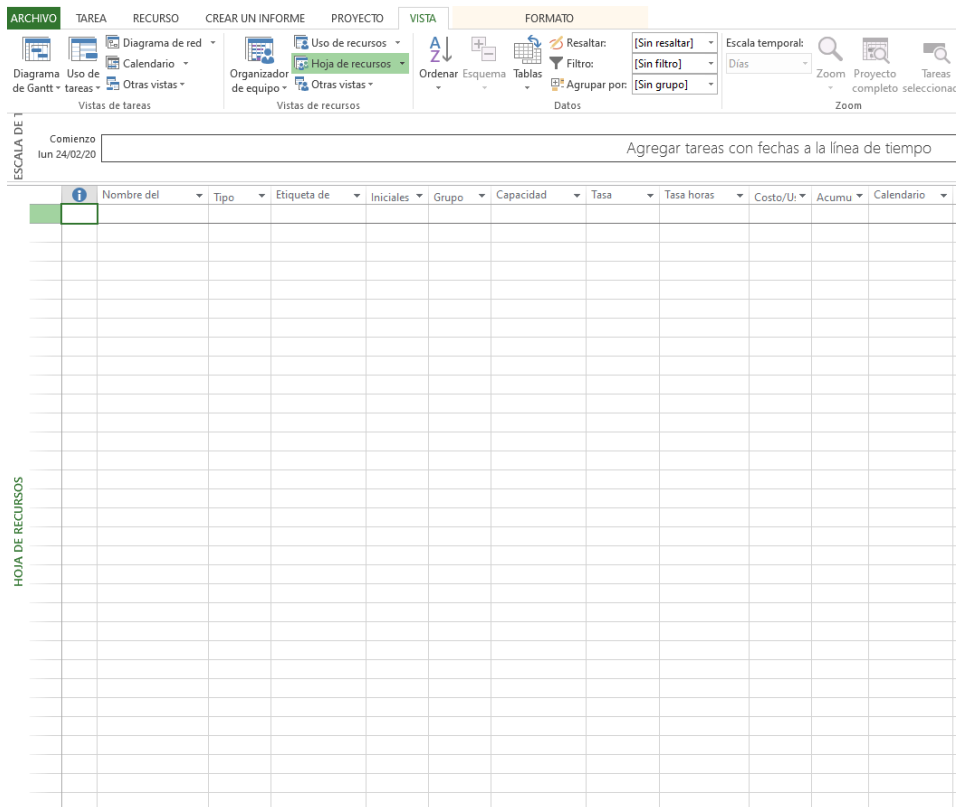 ARCHIVO TAREA RECURSO CREAR UN INFORME PROYECTO VISTA FORMATO
Diagrama de Gantt
Uso de tareas
Diagrama de red
Calendario
Otras vistas
Vistas de tareas
Organizador de equipo
Uso de recursos
Hoja de recursos
Otras vistas
Vistas de recursos
Ordenar
Esquema
Tablas
Resaltar: [Sin resaltar]
Filtro: [Sin filtro]
Agrupar por: [Sin grupo]
Datos
Escala temporal:
Días
Zoom
Proyecto completo
Tareas seleccionad
Zoom
ESCALA DE T
Comienzo
lun 24/02/20
Agregar tareas con fechas a la línea de tiempo
Nombre del Tipo Etiqueta de Iniciales Grupo Capacidad Tasa Tasa horas Costo/U: Acumu Calendario
HOJA DE RECURSOS